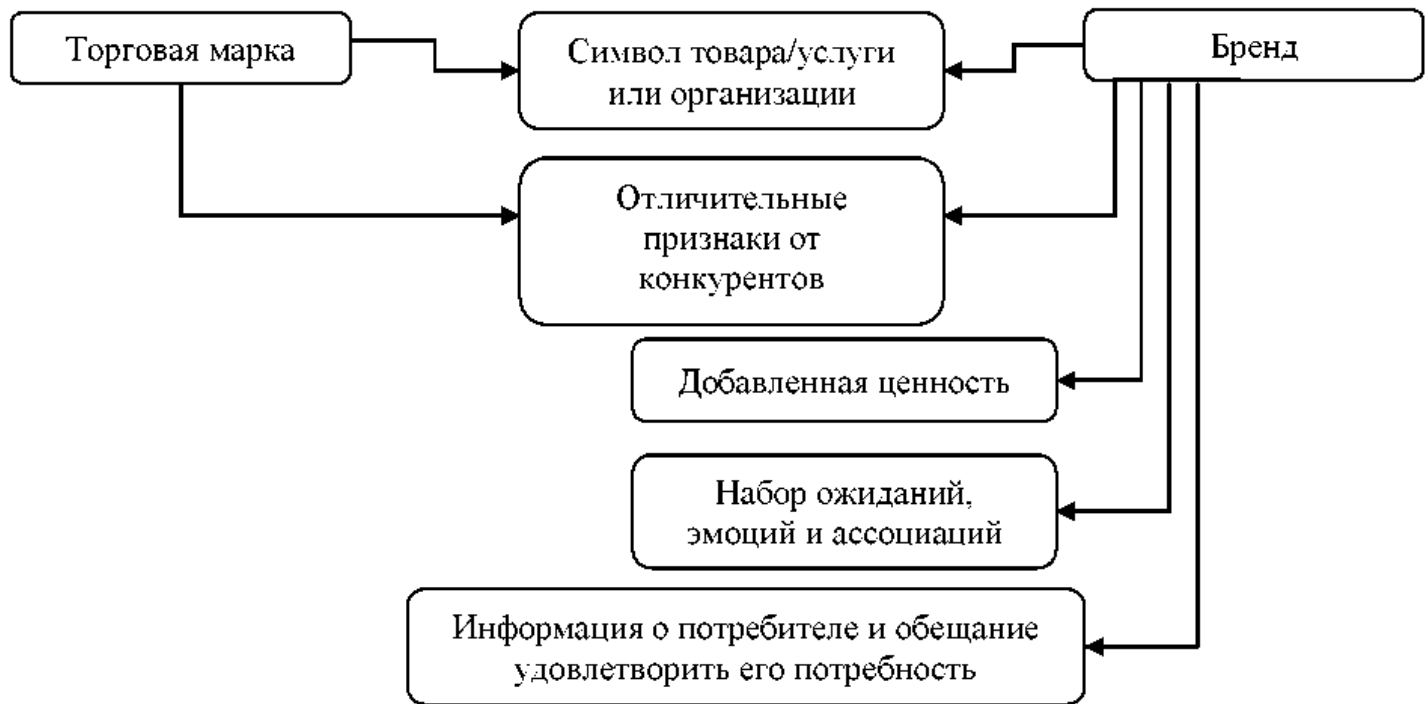 Торговая марка
Символ товара/услуги
или организации
Бренд
Отличительные
признаки от
конкурентов
Добавленная ценность
Набор ожиданий,
эмоций и ассоциаций
Информация о потребителе и обещание
удовлетворить его потребность